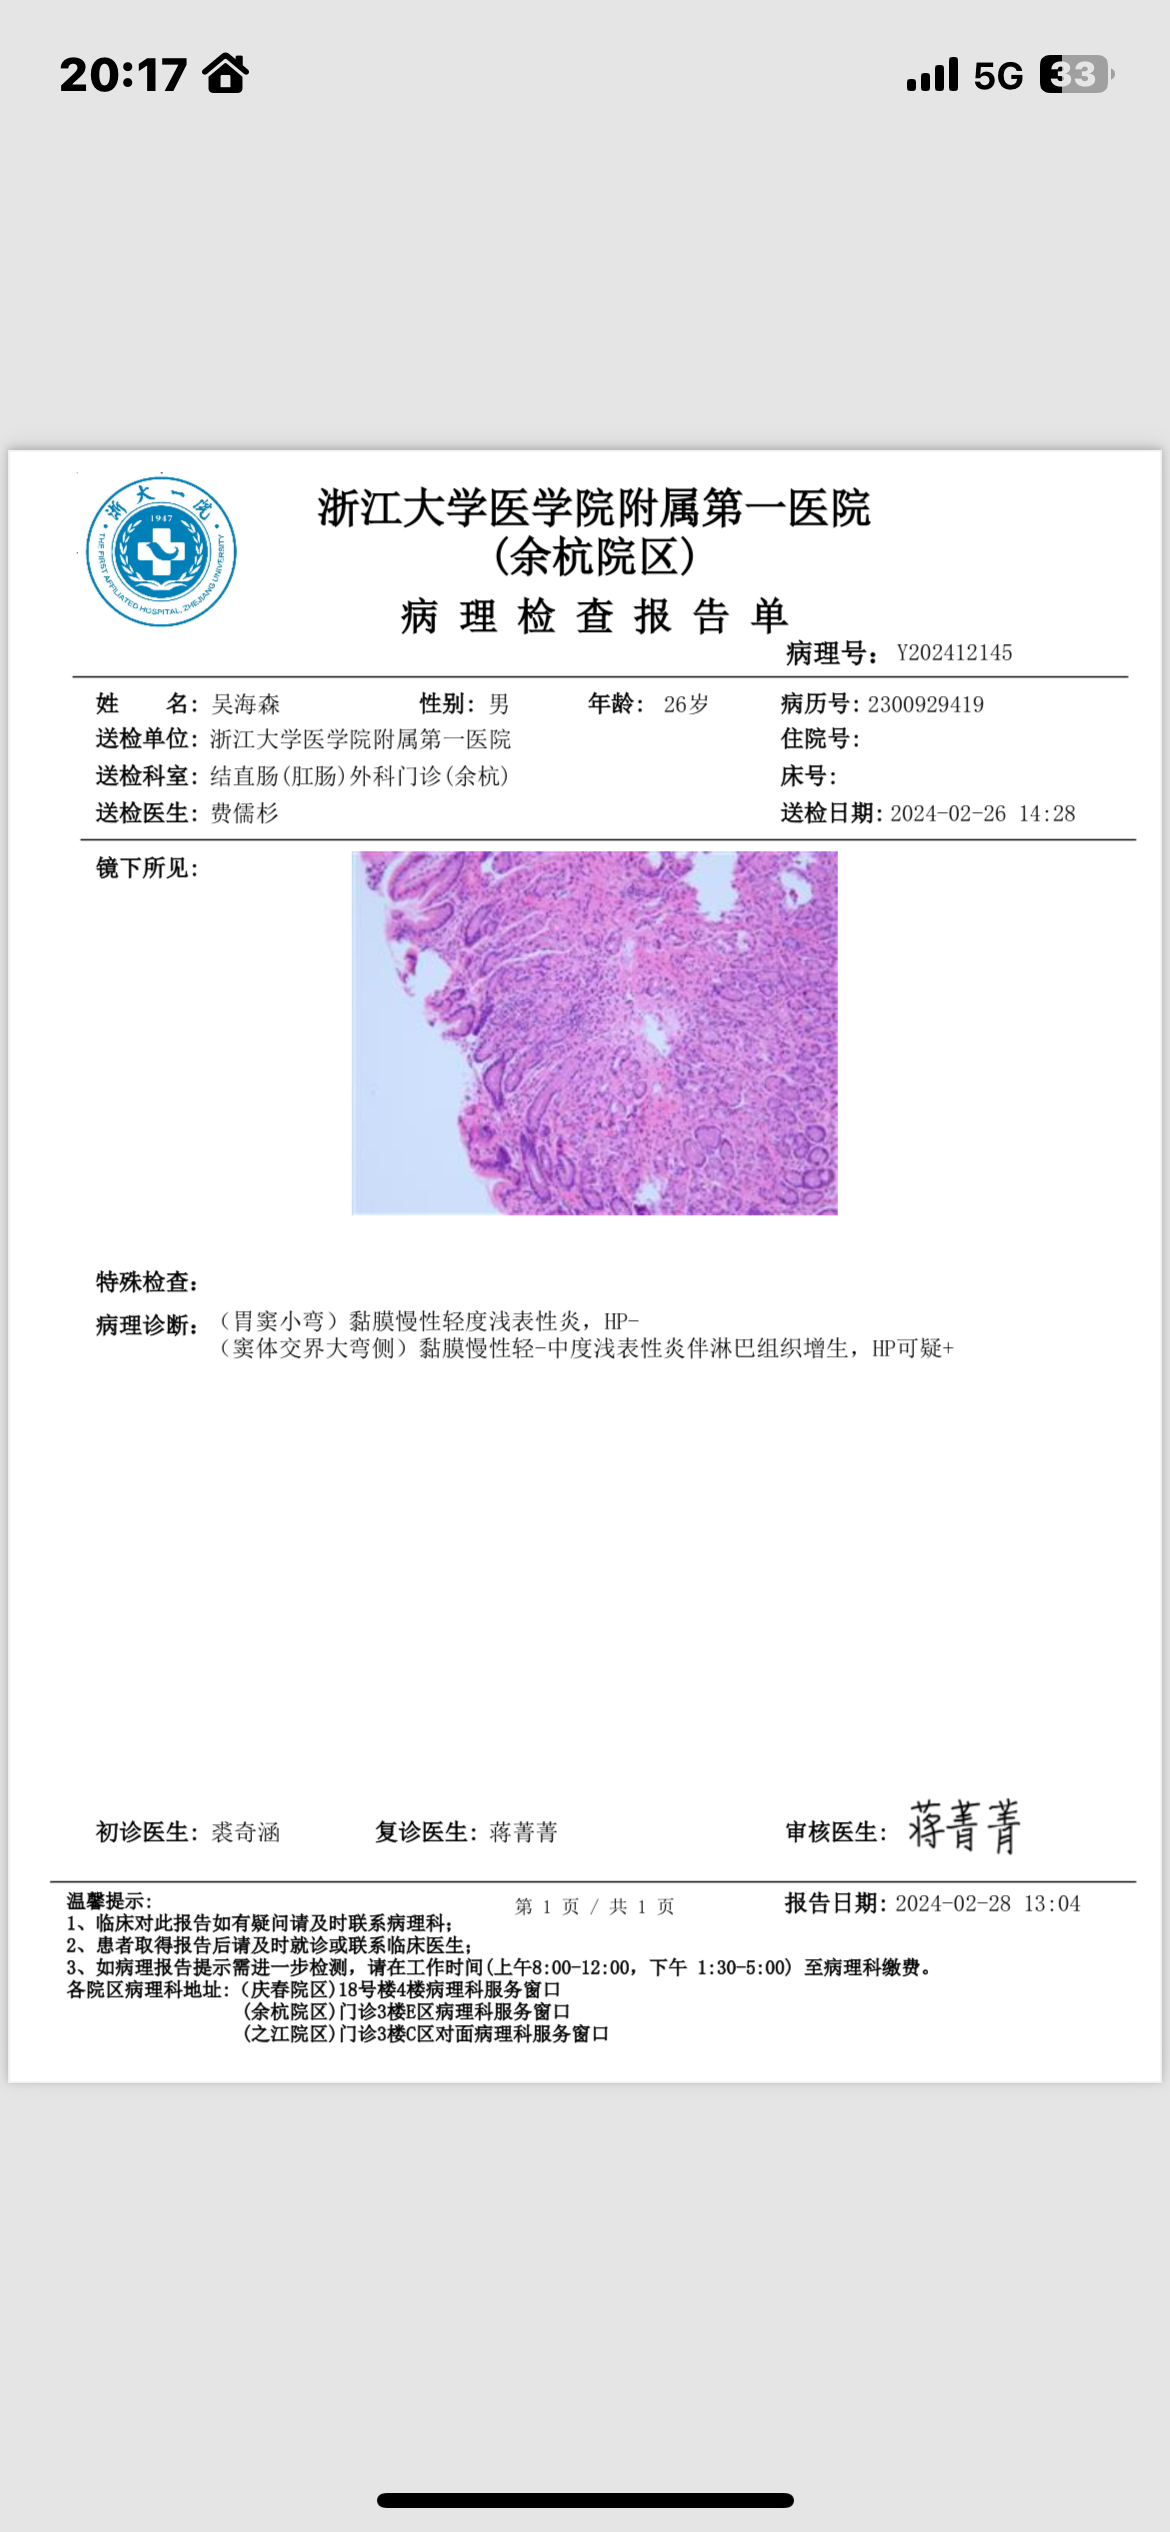 20:17
5G 33
浙大一院
1947
THE FIRST AFFILIATED HOSPITAL, ZHEJIANG UNIVERSITY
浙江大学医学院附属第一医院
(余杭院区)
病理检查报告单
病理号: Y202412145
姓 名: 吴海森 性别: 男 年龄: 26岁 病历号: 2300929419
送检单位: 浙江大学医学院附属第一医院 住院号:
送检科室: 结直肠(肛肠)外科门诊(余杭) 床号:
送检医生: 费儒杉 送检日期: 2024-02-26 14:28
镜下所见:
特殊检查:
病理诊断: (胃窦小弯) 黏膜慢性轻度浅表性炎, HP-
(窦体交界大弯侧) 黏膜慢性轻-中度浅表性炎伴淋巴组织增生, HP可疑+
初诊医生: 裘奇涵 复诊医生: 蒋菁菁 审核医生: 蒋菁菁
温馨提示: 第 1 页 / 共 1 页 报告日期: 2024-02-28 13:04
1、临床对此报告如有疑问请及时联系病理科;
2、患者取得报告后请及时就诊或联系临床医生;
3、如病理报告提示需进一步检测, 请在工作时间(上午8:00-12:00, 下午 1:30-5:00) 至病理科缴费。
各院区病理科地址: (庆春院区)18号楼4楼病理科服务窗口
(余杭院区)门诊3楼E区病理科服务窗口
(之江院区)门诊3楼C区对面病理科服务窗口